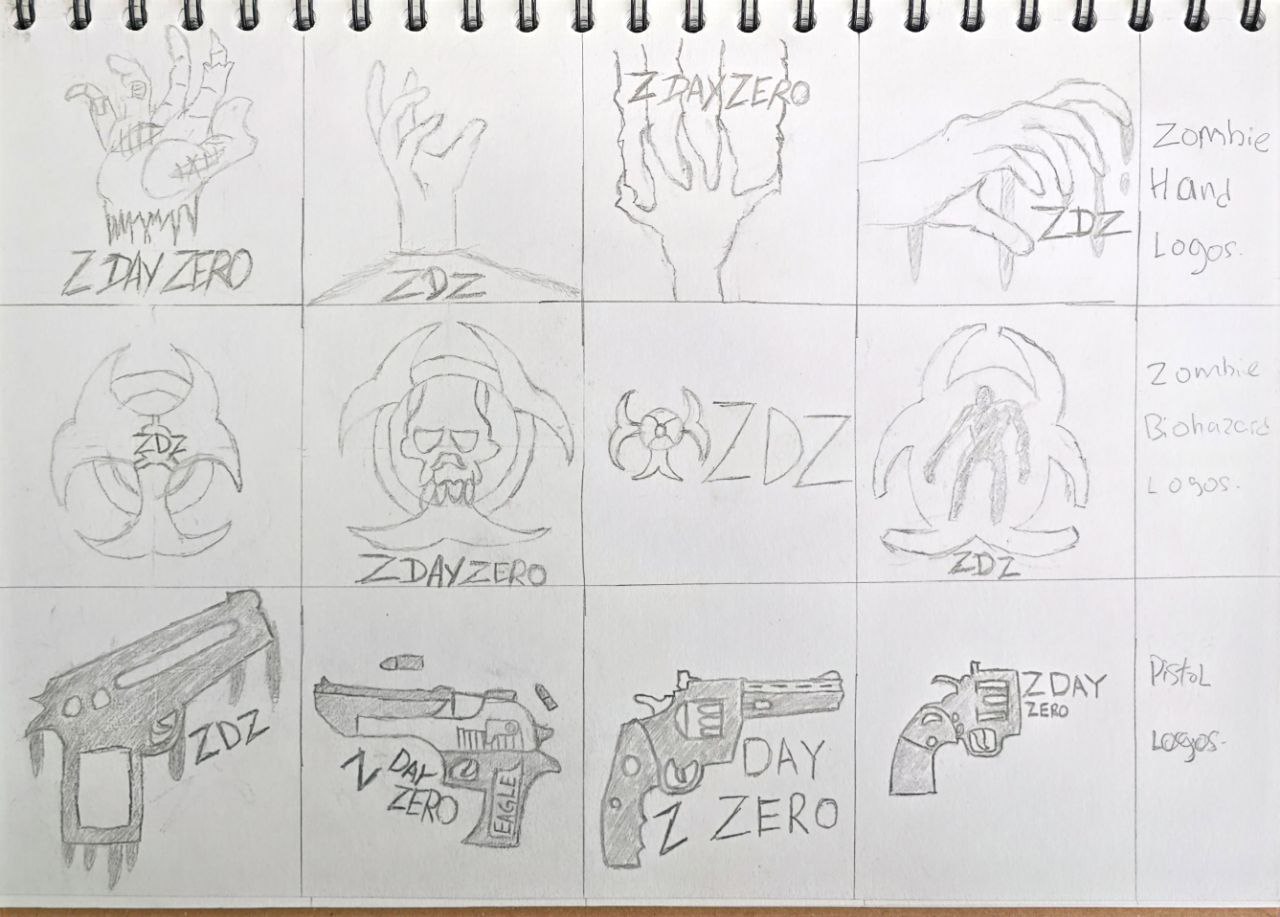 Z DAY ZERO
ZDZ
Z DAY ZERO
ZDZ
Zombie
Hand
Logos.
ZDZ
Z DAY ZERO
ZDZ
ZDZ
Zombie
Biohazard
Logos.
ZDZ
Z DAY
ZERO
EAGLE
DAY
Z ZERO
Z DAY
ZERO
Pistol
Logos.